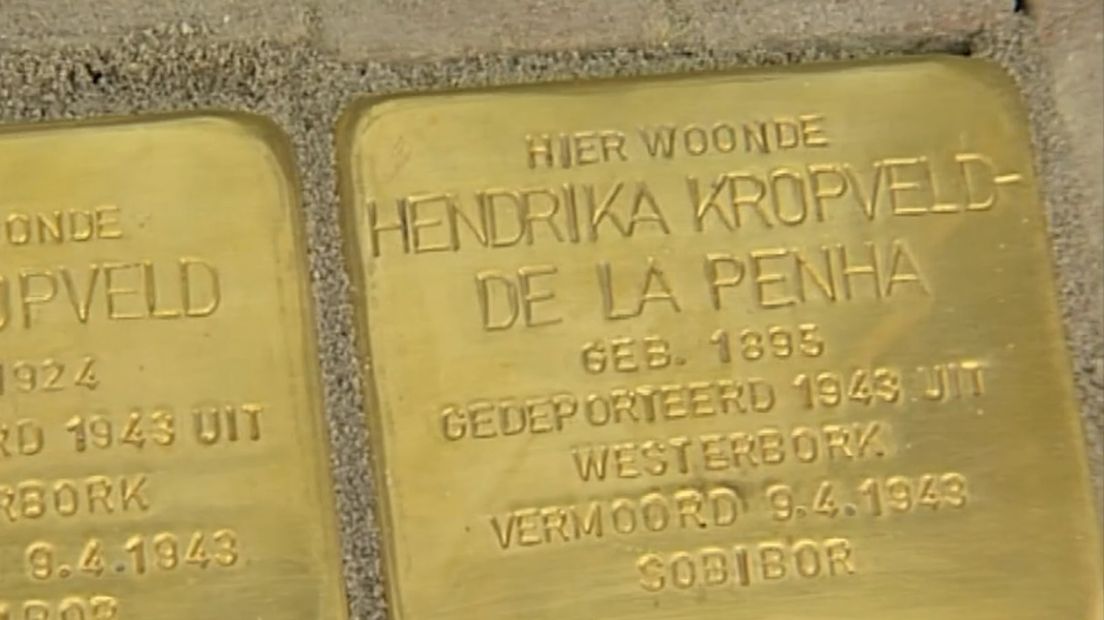 ONDE
OPVELD
1924
RD 1943 UIT
RBORK
9.4.1943
IBOR
HIER WOONDE
HENDRIKA KROPVELD-
DE LA PENHA
GEB. 1895
GEDEPORTEERD 1943 UIT
WESTERBORK
VERMOORD 9.4.1943
SOBIBOR